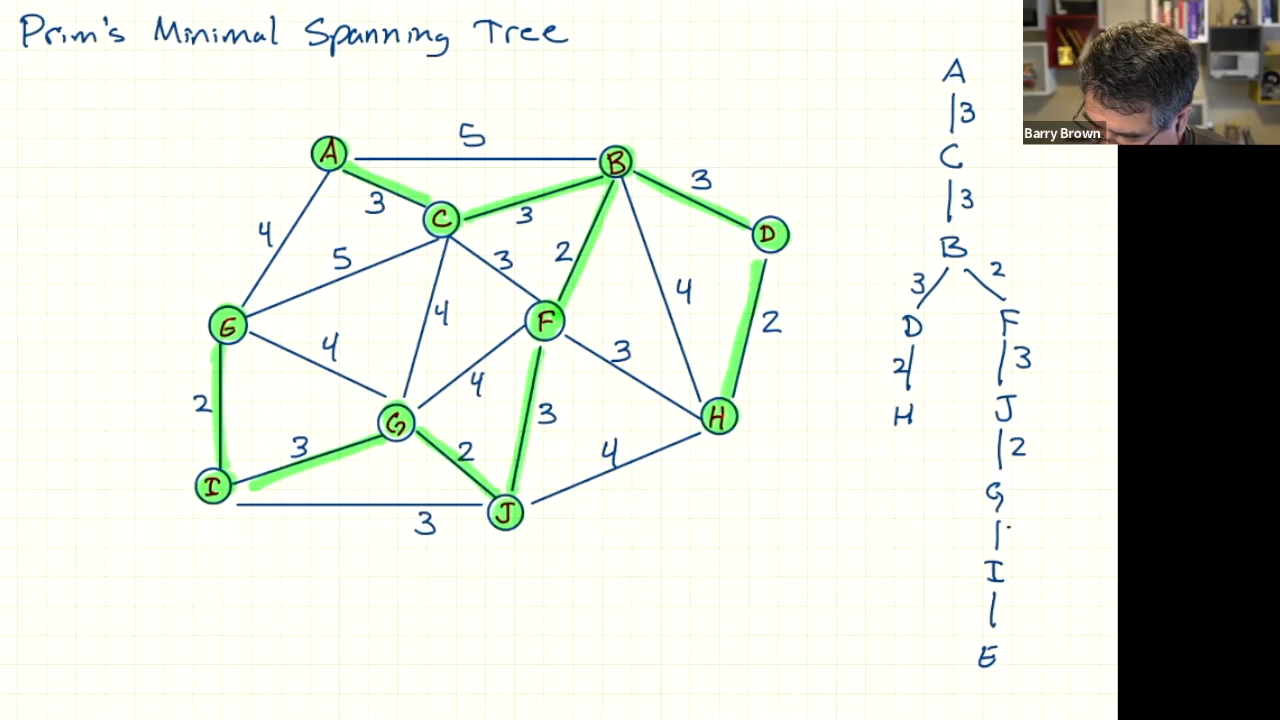 Prim's Minimal Spanning Tree
A
3
C
3
B
3 2
D F
2 3
H J
2
G
I
E
Barry Brown
5
A B
3 3 3
C D
4 5 3 2 4
E F
4 4 4 3 2
2 G H
3 2 3 4
I J
3